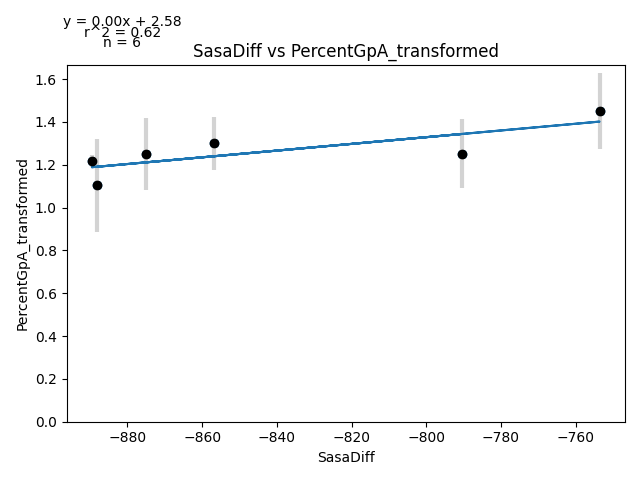 y = 0.00x + 2.58
r^2 = 0.62
n = 6
SasaDiff vs PercentGpA_transformed
PercentGpA_transformed
1.6
1.4
1.2
1.0
0.8
0.6
0.4
0.2
0.0
−880 −860 −840 −820 −800 −780 −760
SasaDiff